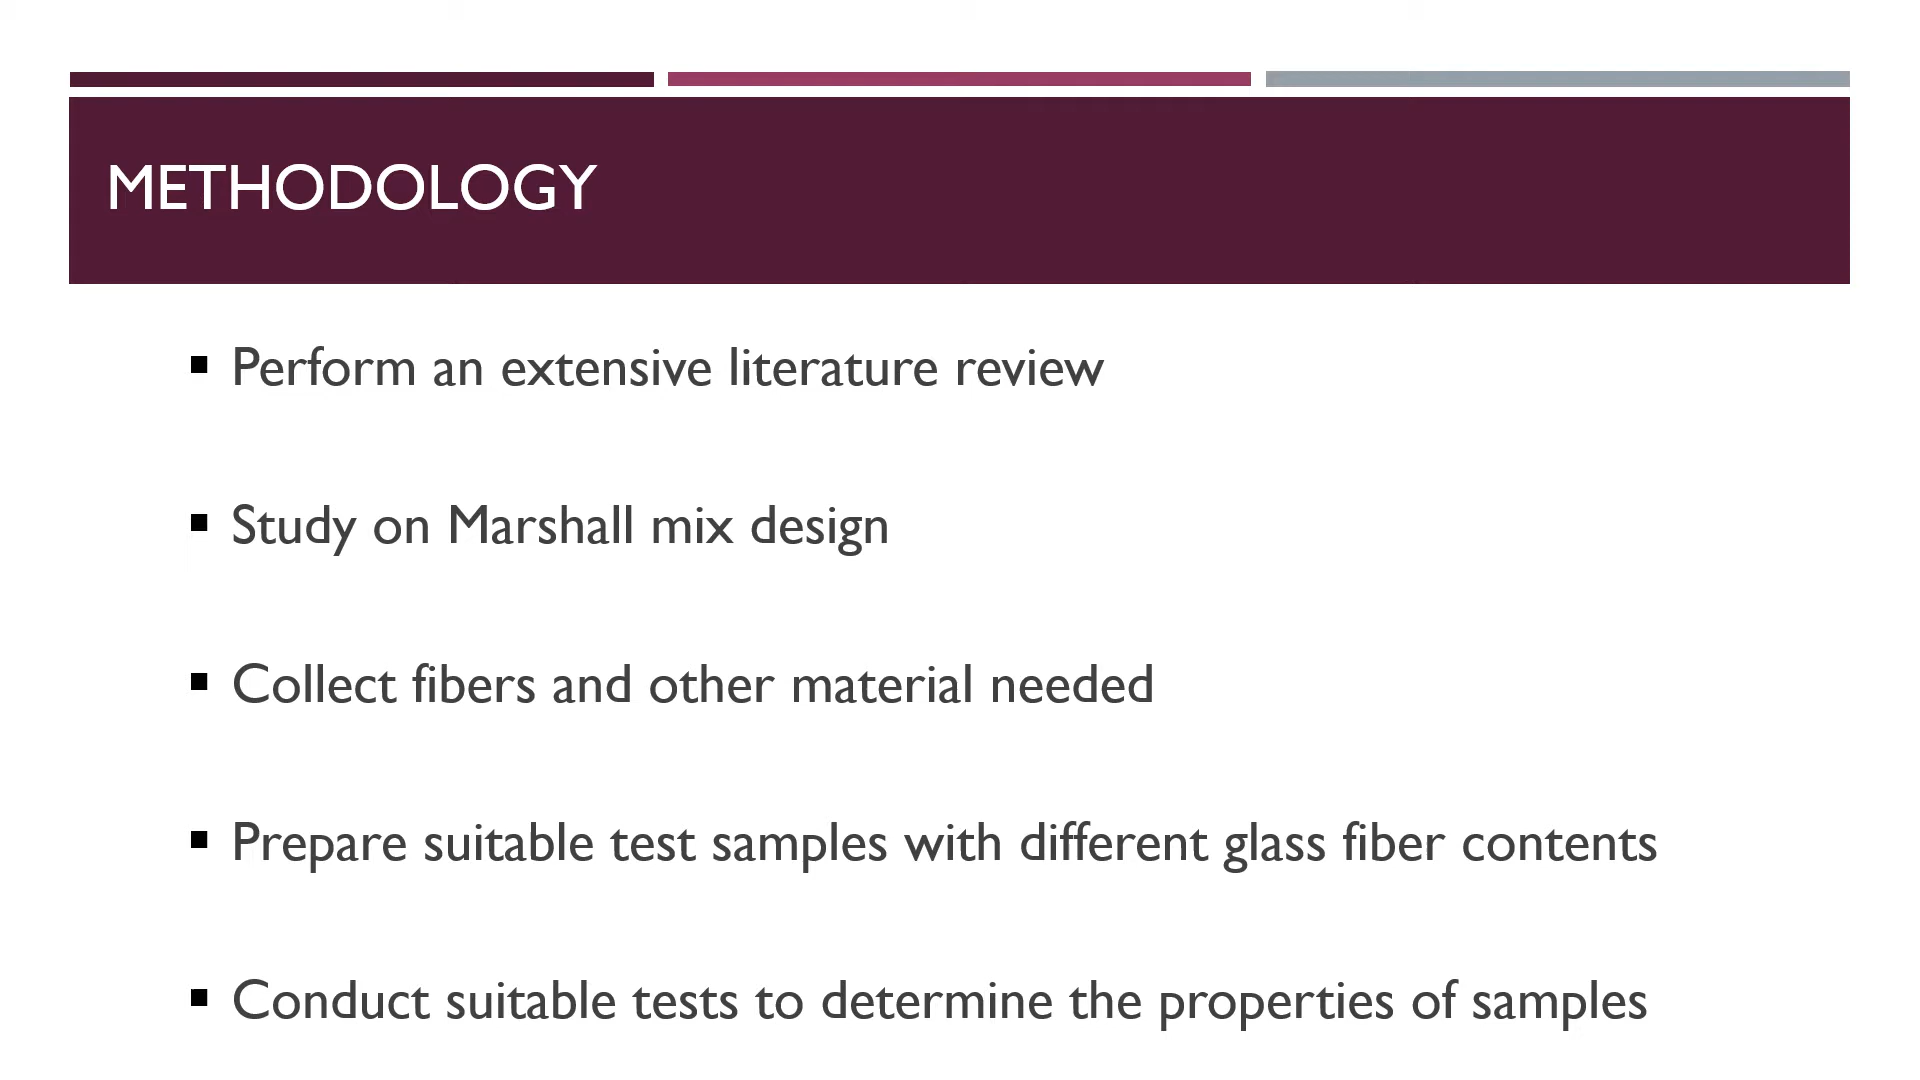 METHODOLOGY
▪ Perform an extensive literature review
▪ Study on Marshall mix design
▪ Collect fibers and other material needed
▪ Prepare suitable test samples with different glass fiber contents
▪ Conduct suitable tests to determine the properties of samples